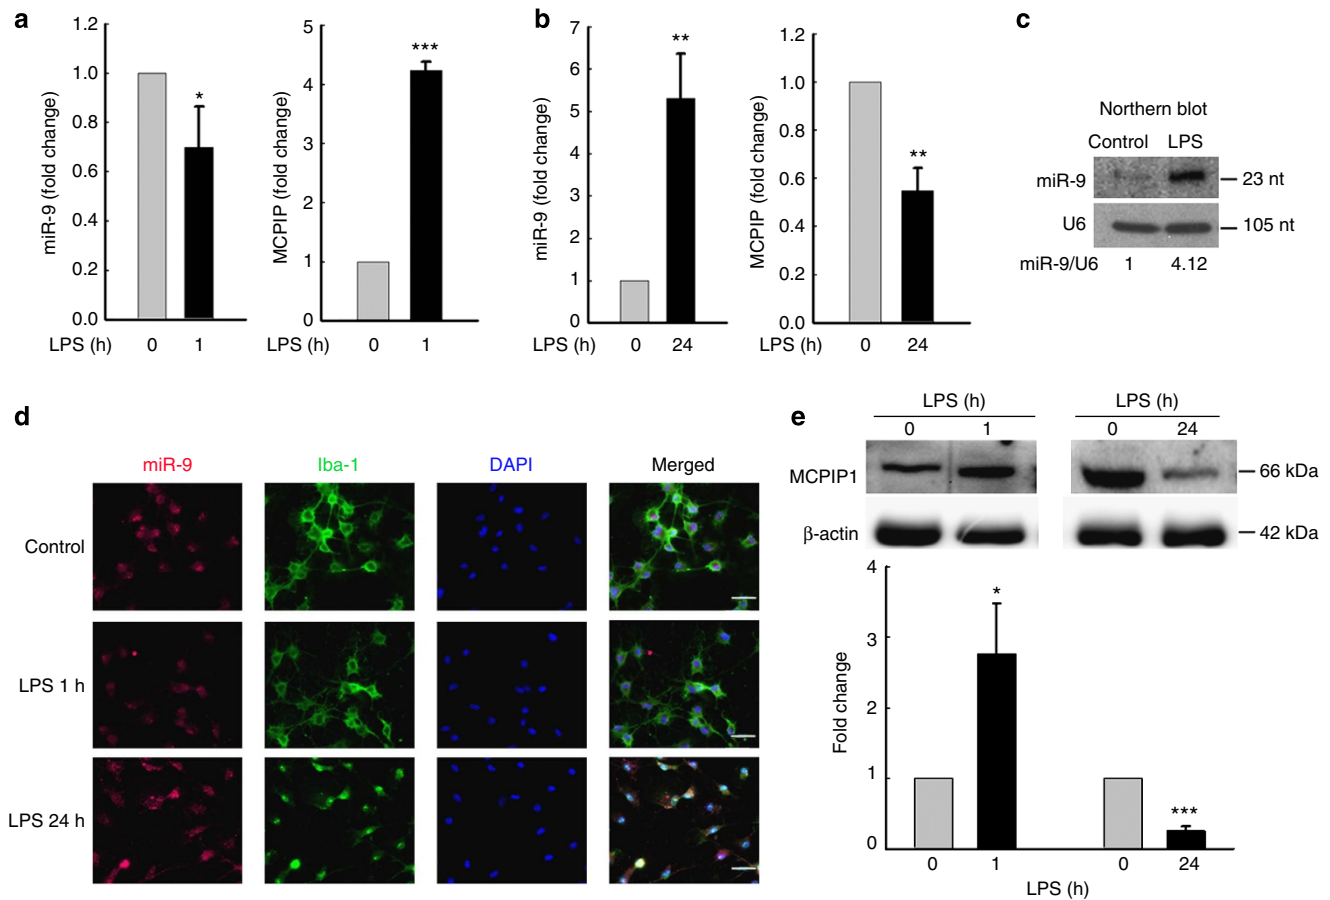 a
miR-9 (fold change)
1.2
1.0
0.8
0.6
0.4
0.2
0.0
*
LPS (h) 0 1
MCPIP (fold change)
5
4
3
2
1
0
***
LPS (h) 0 1
b
miR-9 (fold change)
7
6
5
4
3
2
1
0
**
LPS (h) 0 24
MCPIP (fold change)
1.2
1.0
0.8
0.6
0.4
0.2
0.0
**
LPS (h) 0 24
c
Northern blot
Control LPS
miR-9 23 nt
U6 105 nt
miR-9/U6 1 4.12
d
miR-9 Iba-1 DAPI Merged
Control
LPS 1 h
LPS 24 h
e
LPS (h) LPS (h)
0 1 0 24
MCPIP1 66 kDa
β-actin 42 kDa
Fold change
4
3
2
1
0
*
***
0 1 0 24
LPS (h)